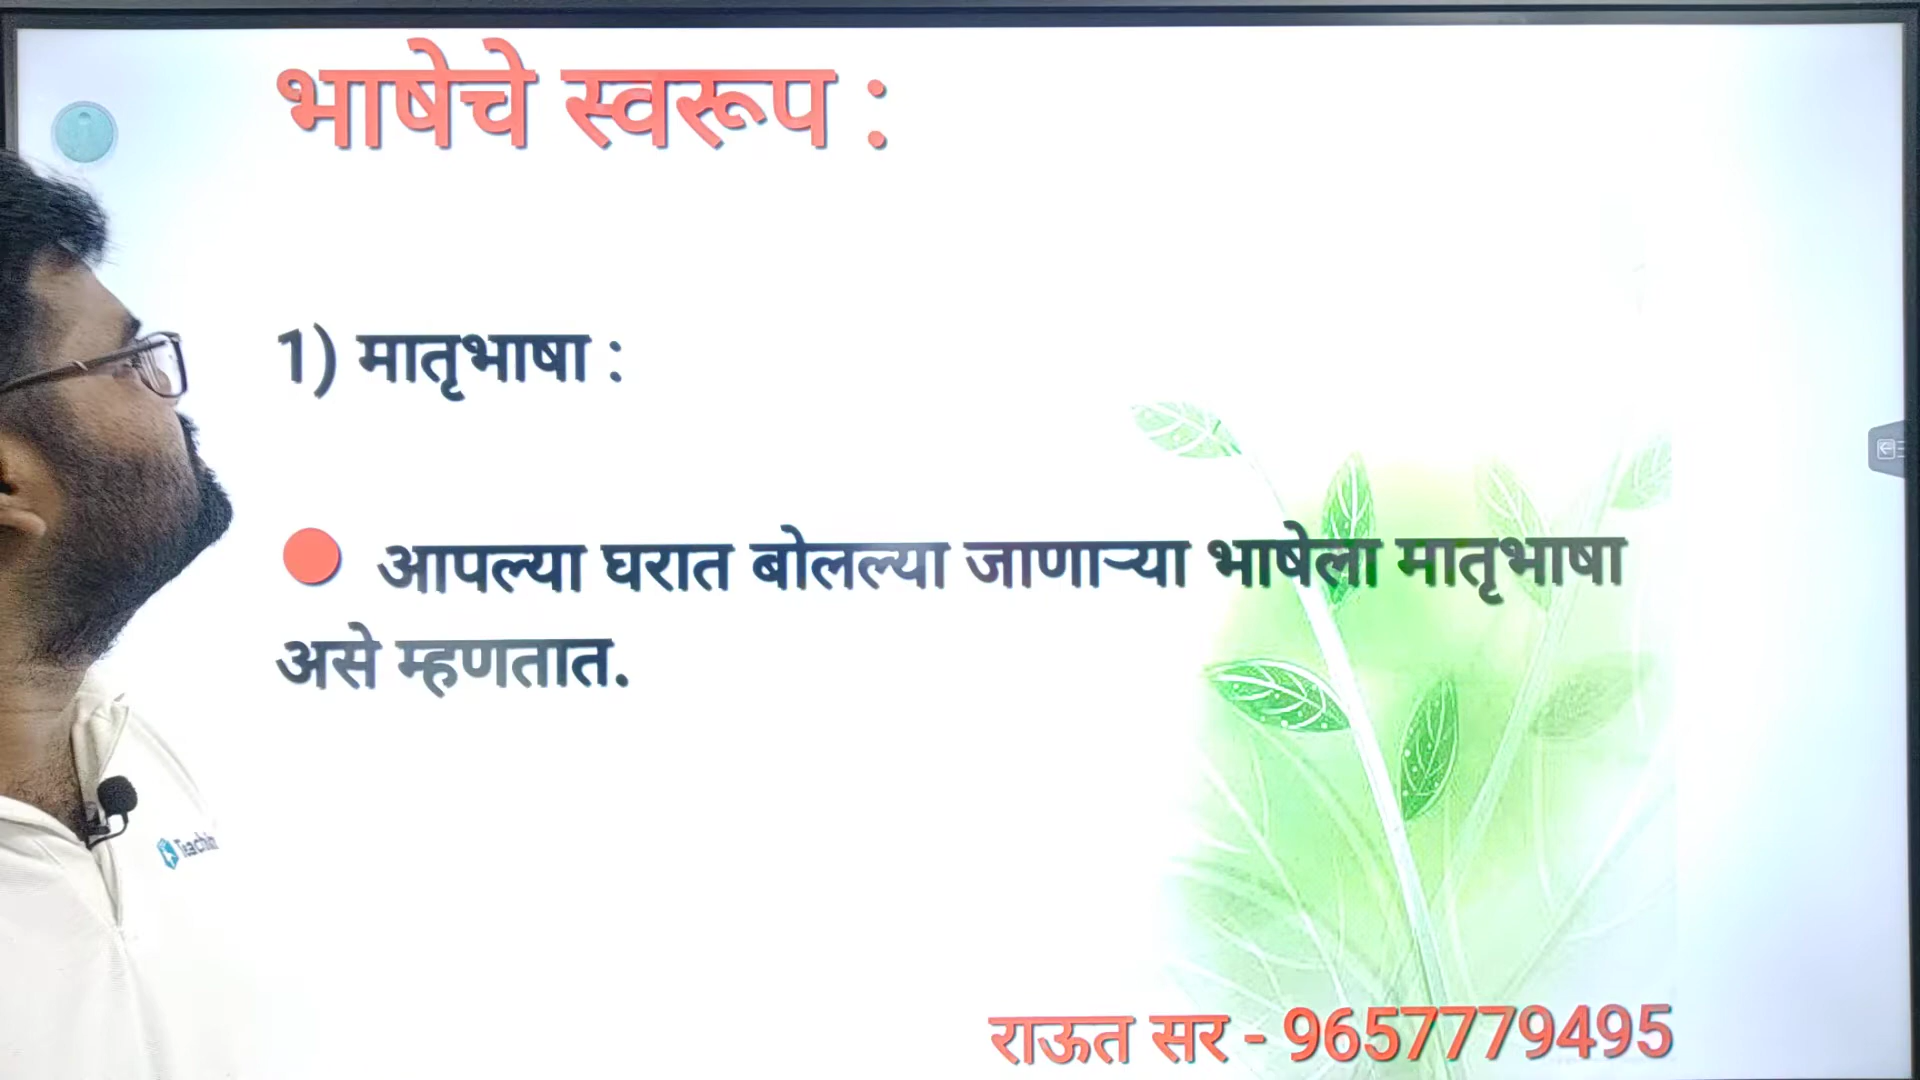 भाषेचे स्वरूप :
1) मातृभाषा :
आपल्या घरात बोलल्या जाणाऱ्या भाषेला मातृभाषा
असे म्हणतात.
राऊत सर - 9657779495